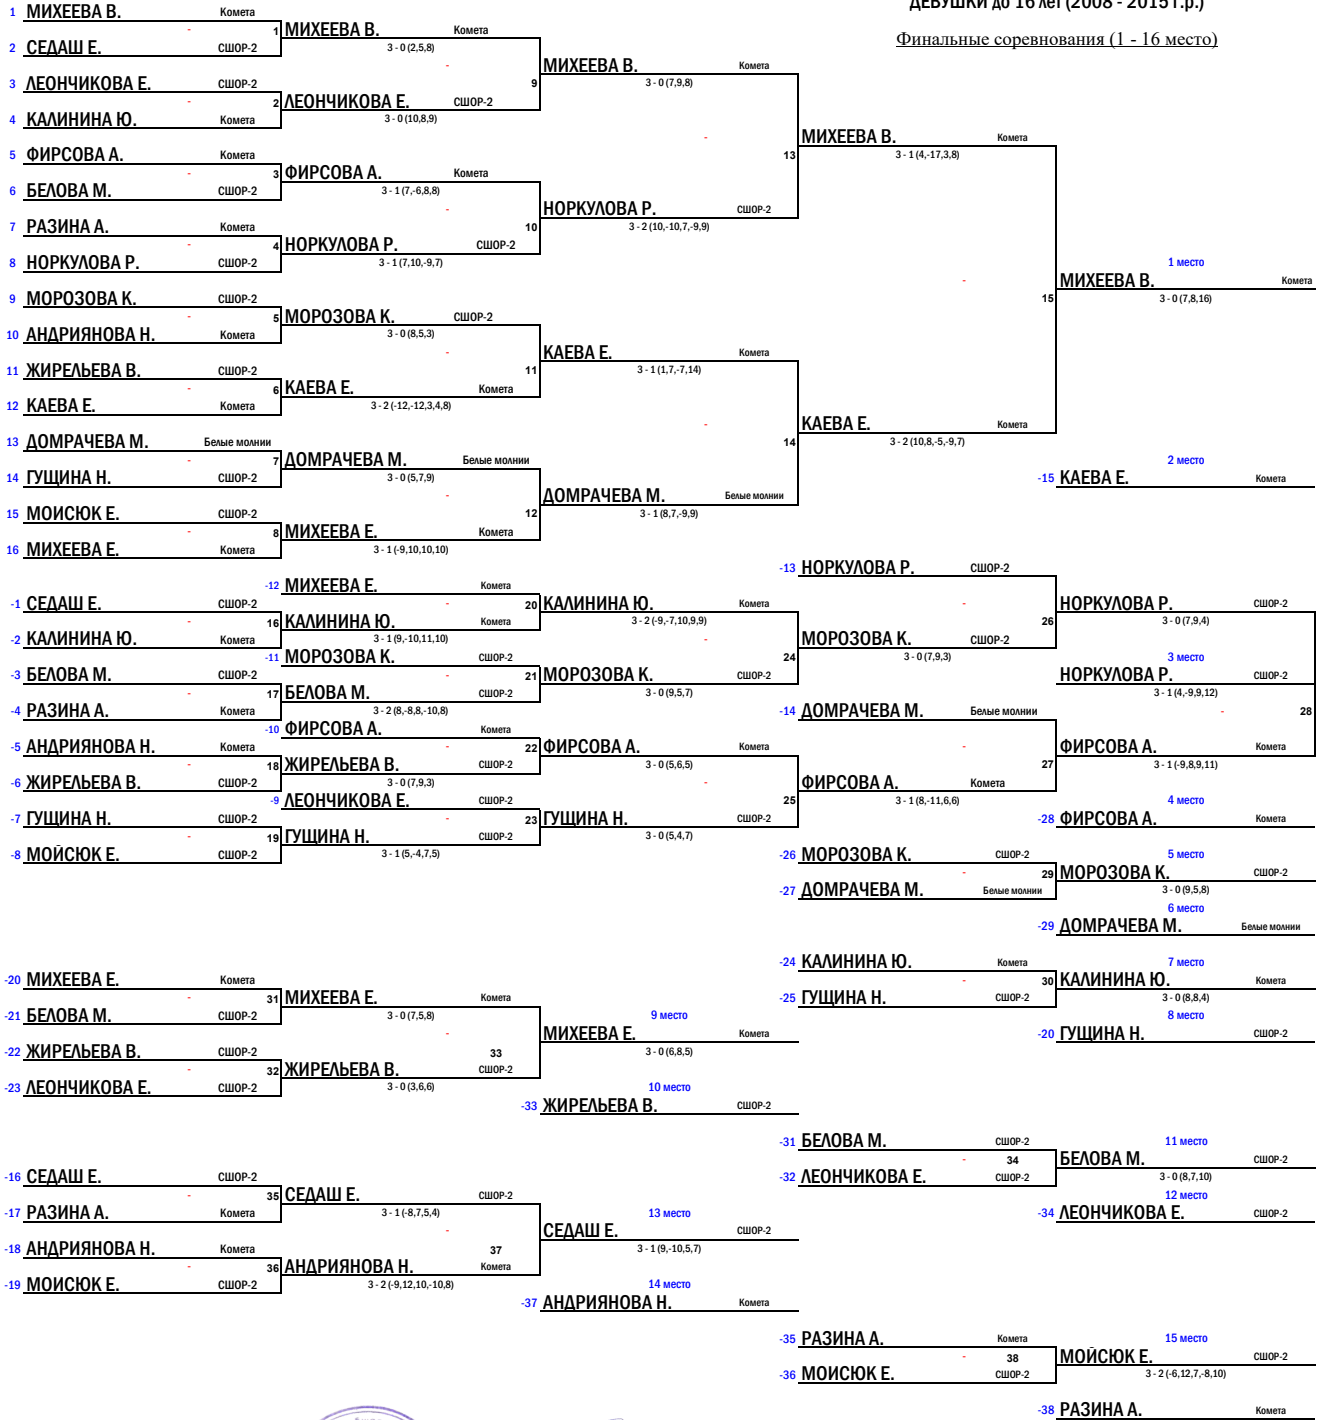 ДЕВУШКИ до 16 лет (2008 - 2015 г.р.)
Финальные соревнования (1 - 16 место)
1 МИХЕЕВА В. Комета
- 1 МИХЕЕВА В. Комета
2 СЕДАШ Е. СШОР-2 3 - 0 (2,5,8)
- 9 МИХЕЕВА В. Комета
3 ЛЕОНЧИКОВА Е. СШОР-2 3 - 0 (7,9,8)
- 2 ЛЕОНЧИКОВА Е. СШОР-2
4 КАЛИНИНА Ю. Комета 3 - 0 (10,8,9)
- 13 МИХЕЕВА В. Комета
5 ФИРСОВА А. Комета 3 - 1 (4,-17,3,8)
- 3 ФИРСОВА А. Комета
6 БЕЛОВА М. СШОР-2 3 - 1 (7,-6,8,8)
- 10 НОРКУЛОВА Р. СШОР-2
7 РАЗИНА А. Комета 3 - 2 (10,-10,7,-9,9)
- 4 НОРКУЛОВА Р. СШОР-2
8 НОРКУЛОВА Р. СШОР-2 3 - 1 (7,10,-9,7) 1 место
- 15 МИХЕЕВА В. Комета
9 МОРОЗОВА К. СШОР-2 3 - 0 (7,8,16)
- 5 МОРОЗОВА К. СШОР-2
10 АНДРИЯНОВА Н. Комета 3 - 0 (8,5,3)
- 11 КАЕВА Е. Комета
11 ЖИРЕЛЬЕВА В. СШОР-2 3 - 1 (1,7,-7,14)
- 6 КАЕВА Е. Комета
12 КАЕВА Е. Комета 3 - 2 (-12,-12,3,4,8)
- 14 КАЕВА Е. Комета
13 ДОМРАЧЕВА М. Белые молнии 3 - 2 (10,8,-5,-9,7)
- 7 ДОМРАЧЕВА М. Белые молнии 2 место
14 ГУЩИНА Н. СШОР-2 3 - 0 (5,7,9) -15 КАЕВА Е. Комета
- 12 ДОМРАЧЕВА М. Белые молнии
15 МОЙСЮК Е. СШОР-2 3 - 1 (8,7,-9,9)
- 8 МИХЕЕВА Е. Комета
16 МИХЕЕВА Е. Комета 3 - 1 (-9,10,10,10)
-13 НОРКУЛОВА Р. СШОР-2
-12 МИХЕЕВА Е. Комета
-1 СЕДАШ Е. СШОР-2 - 20 КАЛИНИНА Ю. Комета - НОРКУЛОВА Р. СШОР-2
- 16 КАЛИНИНА Ю. Комета 3 - 2 (-9,-7,10,9,9) 26 3 - 0 (7,9,4)
-2 КАЛИНИНА Ю. Комета 3 - 1 (9,-10,11,10) - МОРОЗОВА К. СШОР-2
-11 МОРОЗОВА К. СШОР-2 24 3 - 0 (7,9,3) 3 место
-3 БЕЛОВА М. СШОР-2 - 21 МОРОЗОВА К. СШОР-2 НОРКУЛОВА Р. СШОР-2
- 17 БЕЛОВА М. СШОР-2 3 - 0 (9,5,7) 3 - 1 (4,-9,9,12)
-4 РАЗИНА А. Комета 3 - 2 (8,-8,8,-10,8) -14 ДОМРАЧЕВА М. Белые молнии - 28
-10 ФИРСОВА А. Комета
-5 АНДРИЯНОВА Н. Комета - 22 ФИРСОВА А. Комета - ФИРСОВА А. Комета
- 18 ЖИРЕЛЬЕВА В. СШОР-2 3 - 0 (5,6,5) 27 3 - 1 (-9,8,9,11)
-6 ЖИРЕЛЬЕВА В. СШОР-2 3 - 0 (7,9,3) - ФИРСОВА А. Комета
-9 ЛЕОНЧИКОВА Е. СШОР-2 25 3 - 1 (8,-11,6,6) 4 место
-7 ГУЩИНА Н. СШОР-2 - 23 ГУЩИНА Н. СШОР-2 -28 ФИРСОВА А. Комета
- 19 ГУЩИНА Н. СШОР-2 3 - 0 (5,4,7)
-8 МОЙСЮК Е. СШОР-2 3 - 1 (5,-4,7,5) -26 МОРОЗОВА К. СШОР-2 5 место
- 29 МОРОЗОВА К. СШОР-2
-27 ДОМРАЧЕВА М. Белые молнии 3 - 0 (9,5,8)
6 место
-29 ДОМРАЧЕВА М. Белые молнии
-24 КАЛИНИНА Ю. Комета 7 место
-20 МИХЕЕВА Е. Комета - 30 КАЛИНИНА Ю. Комета
- 31 МИХЕЕВА Е. Комета -25 ГУЩИНА Н. СШОР-2 3 - 0 (8,8,4)
-21 БЕЛОВА М. СШОР-2 3 - 0 (7,5,8) 9 место 8 место
- МИХЕЕВА Е. Комета -20 ГУЩИНА Н. СШОР-2
-22 ЖИРЕЛЬЕВА В. СШОР-2 33 3 - 0 (6,8,5)
- 32 ЖИРЕЛЬЕВА В. СШОР-2
-23 ЛЕОНЧИКОВА Е. СШОР-2 3 - 0 (3,6,6) 10 место
-33 ЖИРЕЛЬЕВА В. СШОР-2
-31 БЕЛОВА М. СШОР-2 11 место
- 34 БЕЛОВА М. СШОР-2
-16 СЕДАШ Е. СШОР-2 -32 ЛЕОНЧИКОВА Е. СШОР-2 3 - 0 (8,7,10)
- 35 СЕДАШ Е. СШОР-2 12 место
-17 РАЗИНА А. Комета 3 - 1 (-8,7,5,4) 13 место -34 ЛЕОНЧИКОВА Е. СШОР-2
- СЕДАШ Е. СШОР-2
-18 АНДРИЯНОВА Н. Комета 37 3 - 1 (9,-10,5,7)
- 36 АНДРИЯНОВА Н. Комета
-19 МОЙСЮК Е. СШОР-2 3 - 2 (-9,12,10,-10,8) 14 место
-37 АНДРИЯНОВА Н. Комета
-35 РАЗИНА А. Комета 15 место
- 38 МОЙСЮК Е. СШОР-2
-36 МОЙСЮК Е. СШОР-2 3 - 2 (-6,12,7,-8,10)
-38 РАЗИНА А. Комета